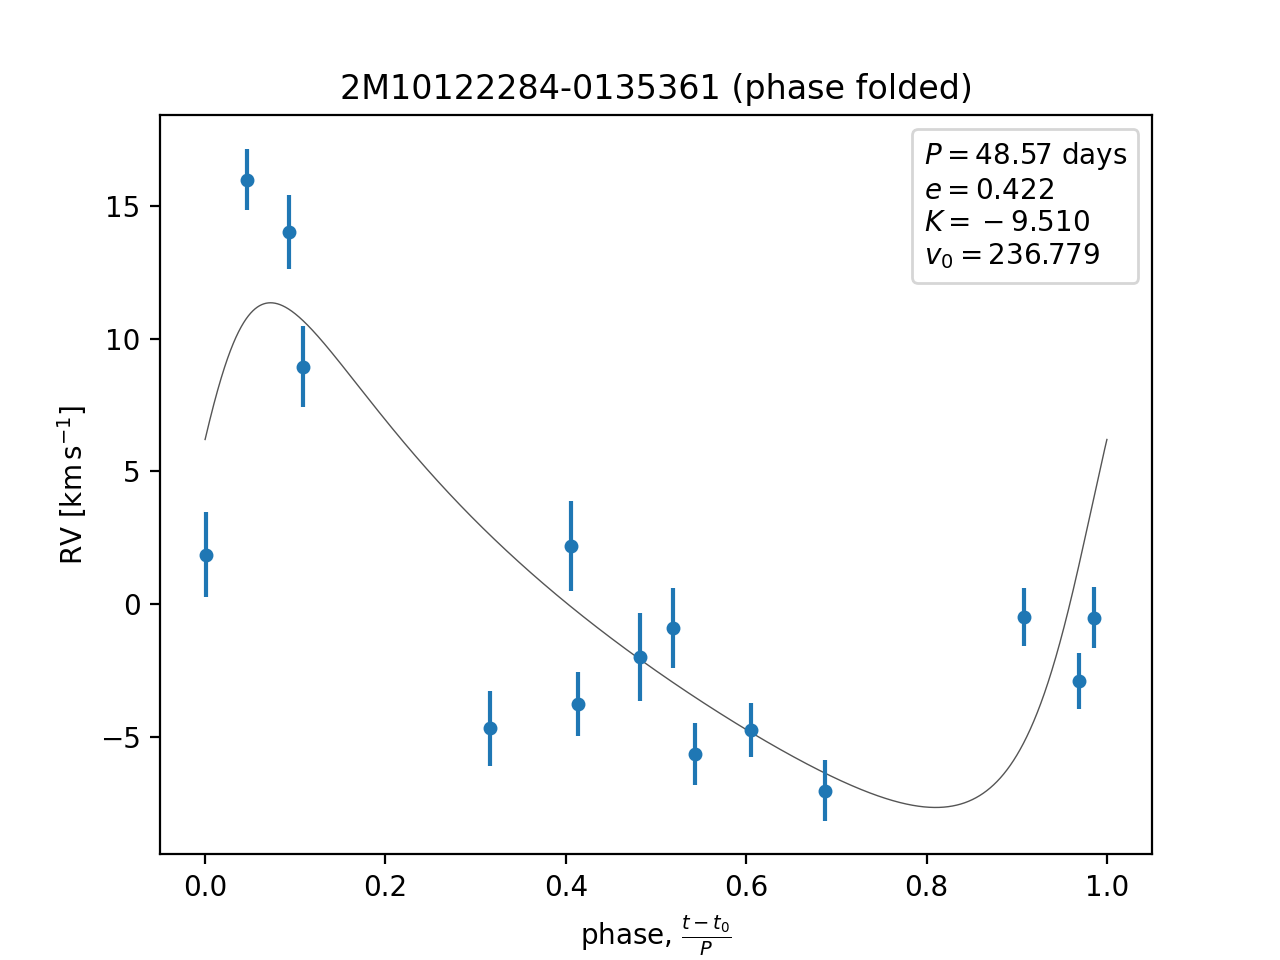 2M10122284-0135361 (phase folded)
P = 48.57 days
e = 0.422
K = −9.510
v₀ = 236.779
15
10
5
0
−5
RV [km s⁻¹]
0.0 0.2 0.4 0.6 0.8 1.0
phase, (t − t₀)/P